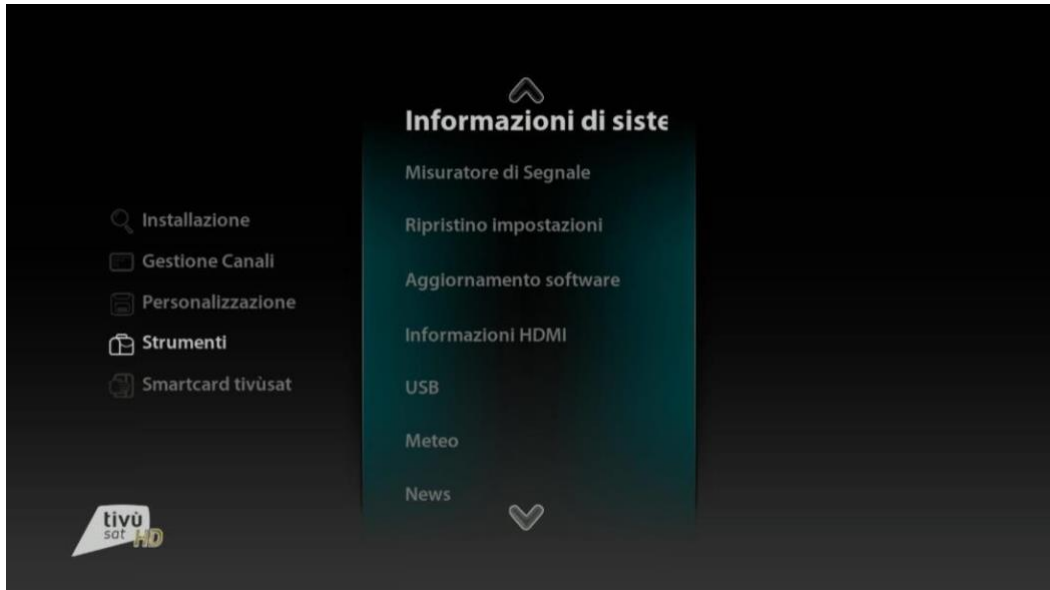 Installazione
Gestione Canali
Personalizzazione
Strumenti
Smartcard tivùsat
Informazioni di siste
Misuratore di Segnale
Ripristino impostazioni
Aggiornamento software
Informazioni HDMI
USB
Meteo
News
tivù
sat HD